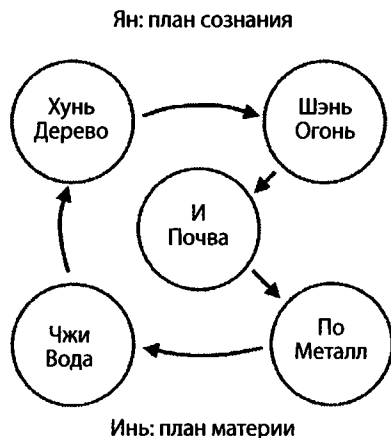 Ян: план сознания
Хунь
Дерево
Шэнь
Огонь
И
Почва
Чжи
Вода
По
Металл
Инь: план материи